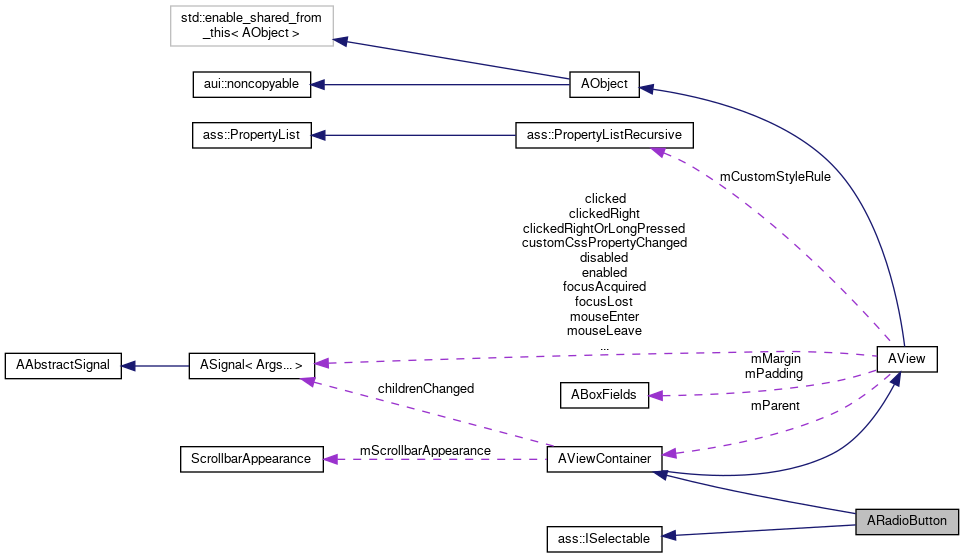 std::enable_shared_from
_this< AObject >
aui::noncopyable
AObject
ass::PropertyList
ass::PropertyListRecursive
mCustomStyleRule
clicked
clickedRight
clickedRightOrLongPressed
customCssPropertyChanged
disabled
enabled
focusAcquired
focusLost
mouseEnter
mouseLeave
...
AAbstractSignal
ASignal< Args... >
AView
mMargin
mPadding
ABoxFields
childrenChanged
mParent
ScrollbarAppearance
mScrollbarAppearance
AViewContainer
ARadioButton
ass::ISelectable